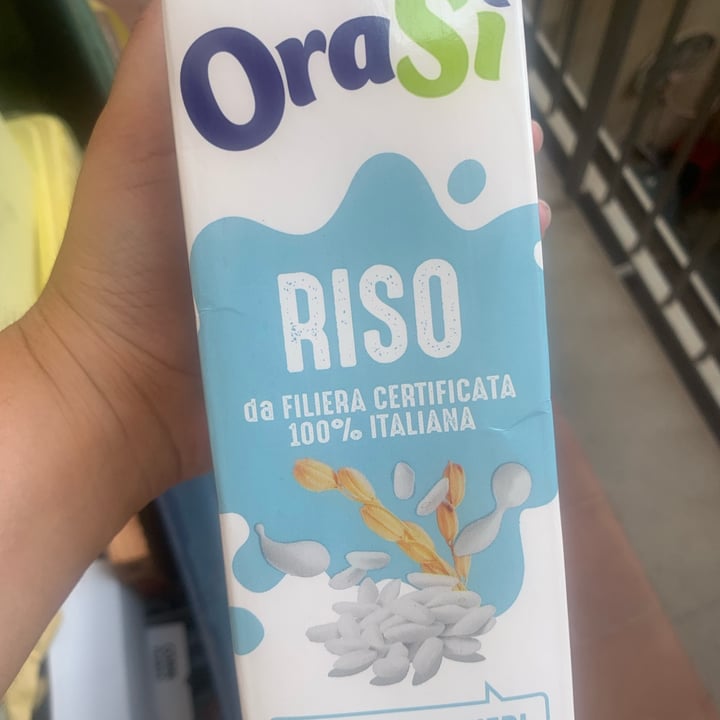 OraSì
RISO
da FILIERA CERTIFICATA
100% ITALIANA